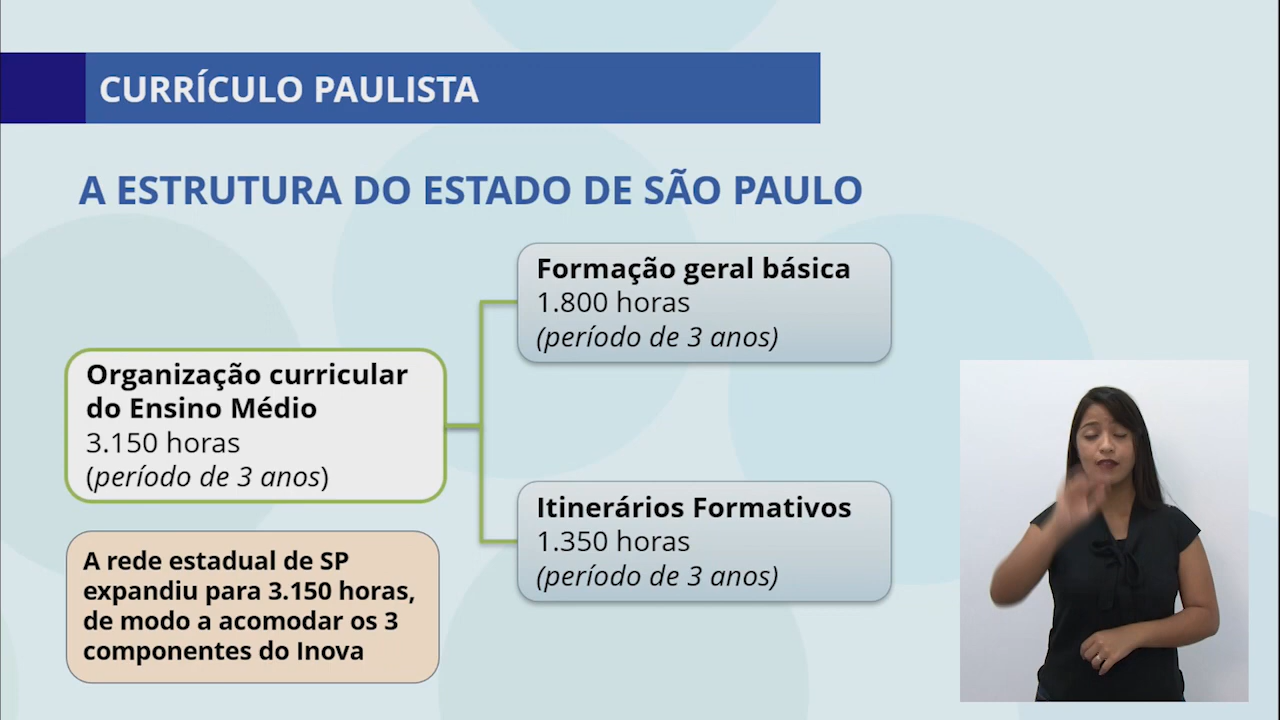 CURRÍCULO PAULISTA
A ESTRUTURA DO ESTADO DE SÃO PAULO
Formação geral básica
1.800 horas
(período de 3 anos)
Organização curricular
do Ensino Médio
3.150 horas
(período de 3 anos)
Itinerários Formativos
1.350 horas
(período de 3 anos)
A rede estadual de SP
expandiu para 3.150 horas,
de modo a acomodar os 3
componentes do Inova